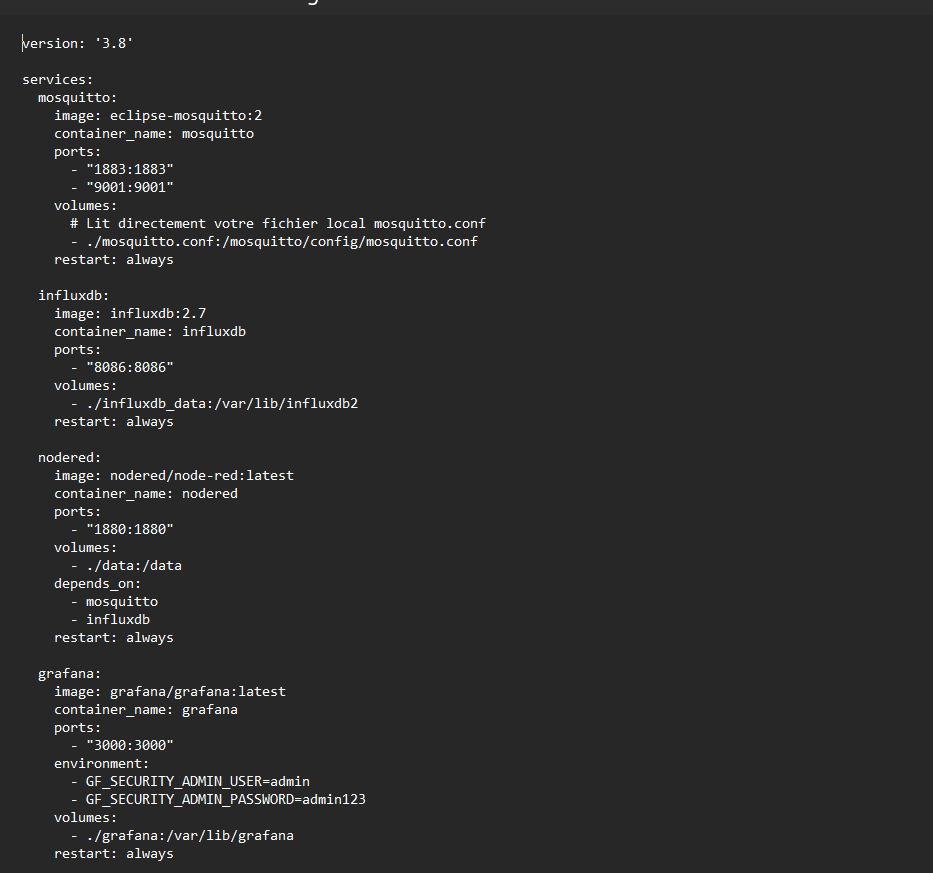 version: '3.8'

services:
  mosquitto:
    image: eclipse-mosquitto:2
    container_name: mosquitto
    ports:
      - "1883:1883"
      - "9001:9001"
    volumes:
      # Lit directement votre fichier local mosquitto.conf
      - ./mosquitto.conf:/mosquitto/config/mosquitto.conf
    restart: always

  influxdb:
    image: influxdb:2.7
    container_name: influxdb
    ports:
      - "8086:8086"
    volumes:
      - ./influxdb_data:/var/lib/influxdb2
    restart: always

  nodered:
    image: nodered/node-red:latest
    container_name: nodered
    ports:
      - "1880:1880"
    volumes:
      - ./data:/data
    depends_on:
      - mosquitto
      - influxdb
    restart: always

  grafana:
    image: grafana/grafana:latest
    container_name: grafana
    ports:
      - "3000:3000"
    environment:
      - GF_SECURITY_ADMIN_USER=admin
      - GF_SECURITY_ADMIN_PASSWORD=admin123
    volumes:
      - ./grafana:/var/lib/grafana
    restart: always